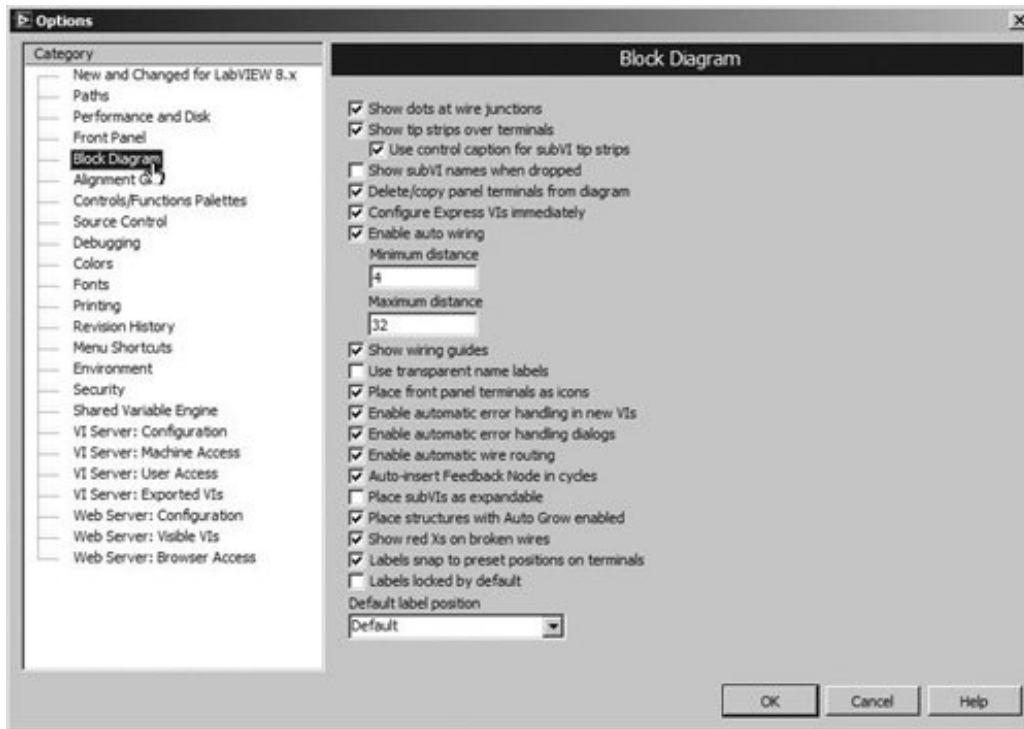 Options
Category
New and Changed for LabVIEW 8.x
Paths
Performance and Disk
Front Panel
Block Diagram
Alignment G
Controls/Functions Palettes
Source Control
Debugging
Colors
Fonts
Printing
Revision History
Menu Shortcuts
Environment
Security
Shared Variable Engine
VI Server: Configuration
VI Server: Machine Access
VI Server: User Access
VI Server: Exported VIs
Web Server: Configuration
Web Server: Visible VIs
Web Server: Browser Access
Block Diagram
Show dots at wire junctions
Show tip strips over terminals
Use control caption for subVI tip strips
Show subVI names when dropped
Delete/copy panel terminals from diagram
Configure Express VIs immediately
Enable auto wiring
Minimum distance
4
Maximum distance
32
Show wiring guides
Use transparent name labels
Place front panel terminals as icons
Enable automatic error handling in new VIs
Enable automatic error handling dialogs
Enable automatic wire routing
Auto-insert Feedback Node in cycles
Place subVIs as expandable
Place structures with Auto Grow enabled
Show red Xs on broken wires
Labels snap to preset positions on terminals
Labels locked by default
Default label position
Default
OK Cancel Help